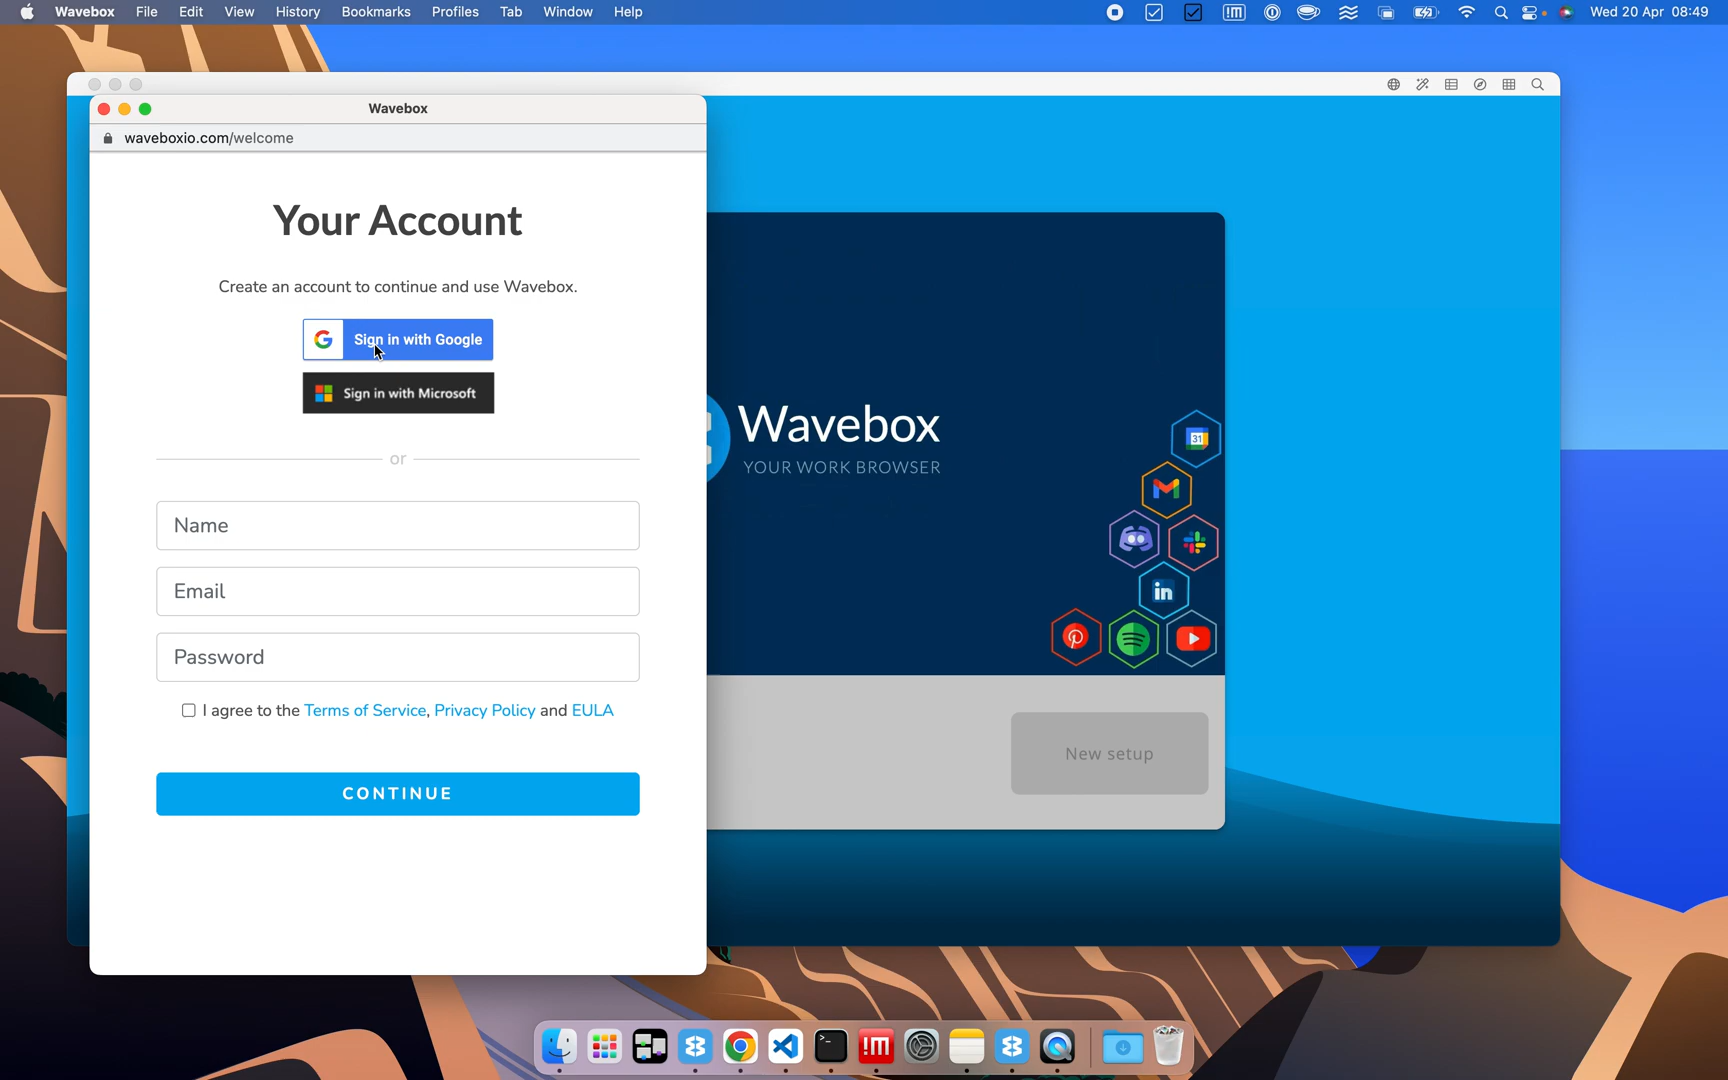 Wavebox File Edit View History Bookmarks Profiles Tab Window Help Wed 20 Apr 08:49
Wavebox
waveboxio.com/welcome
Your Account
Create an account to continue and use Wavebox.
G Sign in with Google
Sign in with Microsoft
or
Name
Email
Password
I agree to the Terms of Service, Privacy Policy and EULA
CONTINUE
Wavebox
YOUR WORK BROWSER
31
in
New setup
!M